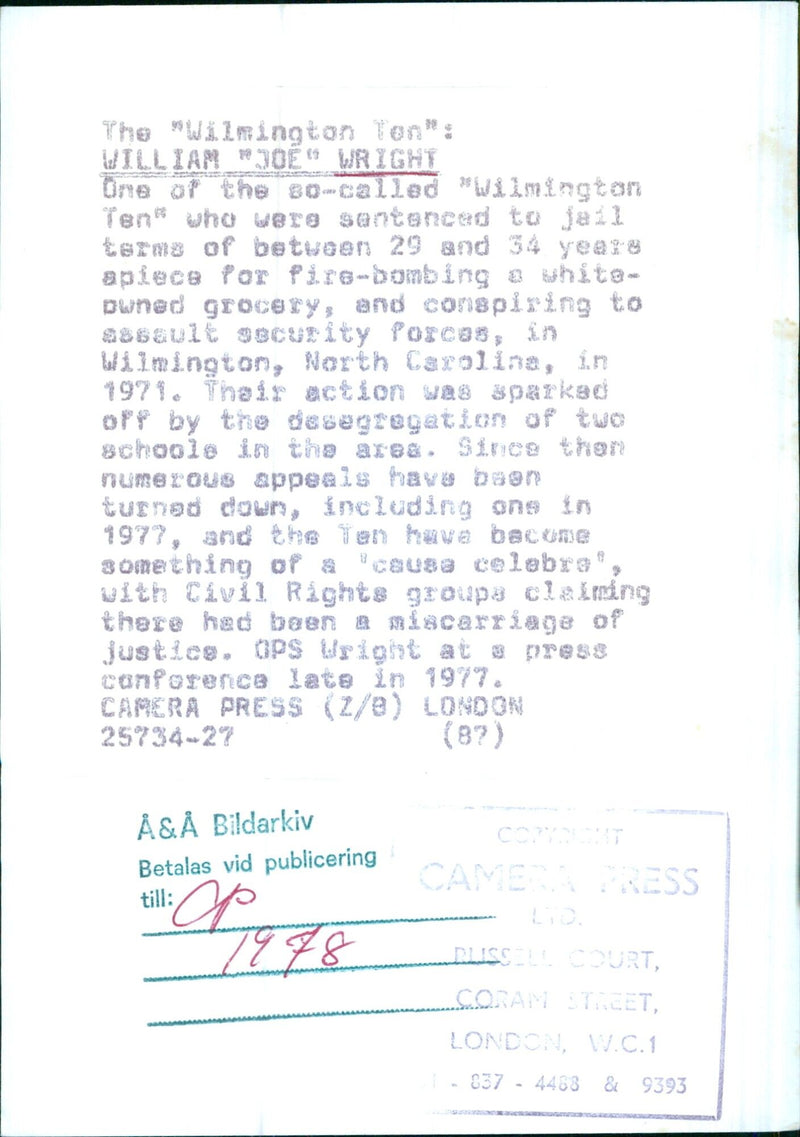 The "Wilmington Ten":
WILLIAM "JOE" WRIGHT
One of the so-called "Wilmington
Ten" who were sentenced to jail
terms of between 29 and 34 years
apiece for fire-bombing a white-
owned grocery, and conspiring to
assault security forces, in
Wilmington, North Carolina, in
1971. Their action was sparked
off by the desegregation of two
schools in the area. Since then
numerous appeals have been
turned down, including one in
1977, and the Ten have become
something of a 'cause celebre',
with Civil Rights groups claiming
there had been a miscarriage of
justice. OPS Wright at a press
conference late in 1977.
CAMERA PRESS (Z/B) LONDON
25734-27 (87)
Å&Å Bildarkiv
Betalas vid publicering
till: CP
1978
COPYRIGHT
CAMERA PRESS
LTD.
RUSSELL COURT,
CORAM STREET,
LONDON, W.C.1
- 837 - 4488 & 9393